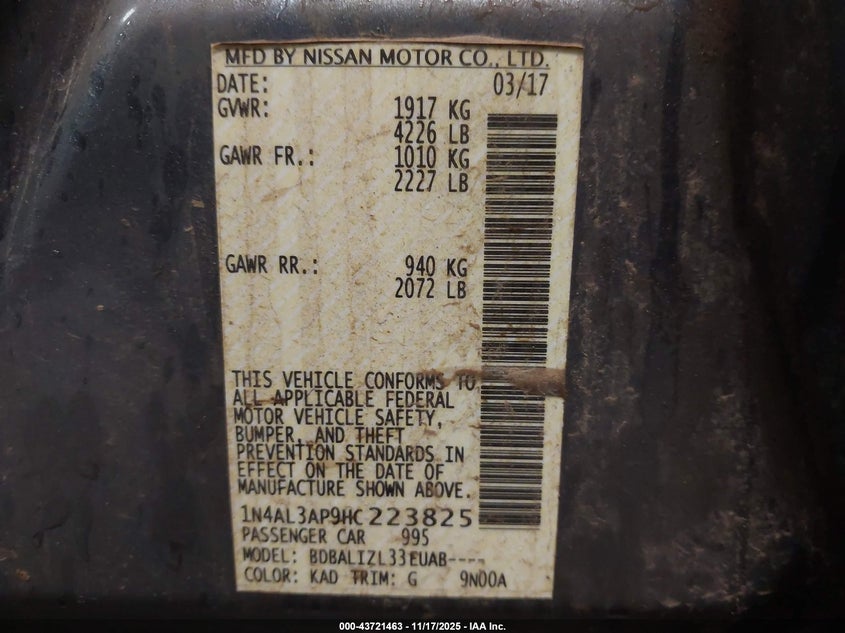 MFD BY NISSAN MOTOR CO., LTD.
DATE: 03/17
GVWR: 1917 KG
4226 LB
GAWR FR.: 1010 KG
2227 LB
GAWR RR.: 940 KG
2072 LB
THIS VEHICLE CONFORMS TO
ALL APPLICABLE FEDERAL
MOTOR VEHICLE SAFETY,
BUMPER, AND THEFT
PREVENTION STANDARDS IN
EFFECT ON THE DATE OF
MANUFACTURE SHOWN ABOVE.
1N4AL3AP9HC223825
PASSENGER CAR 995
MODEL: BDBALIZL33EUAB----
COLOR: KAD TRIM: G 9N00A
000-43721463 - 11/17/2025 - IAA Inc.